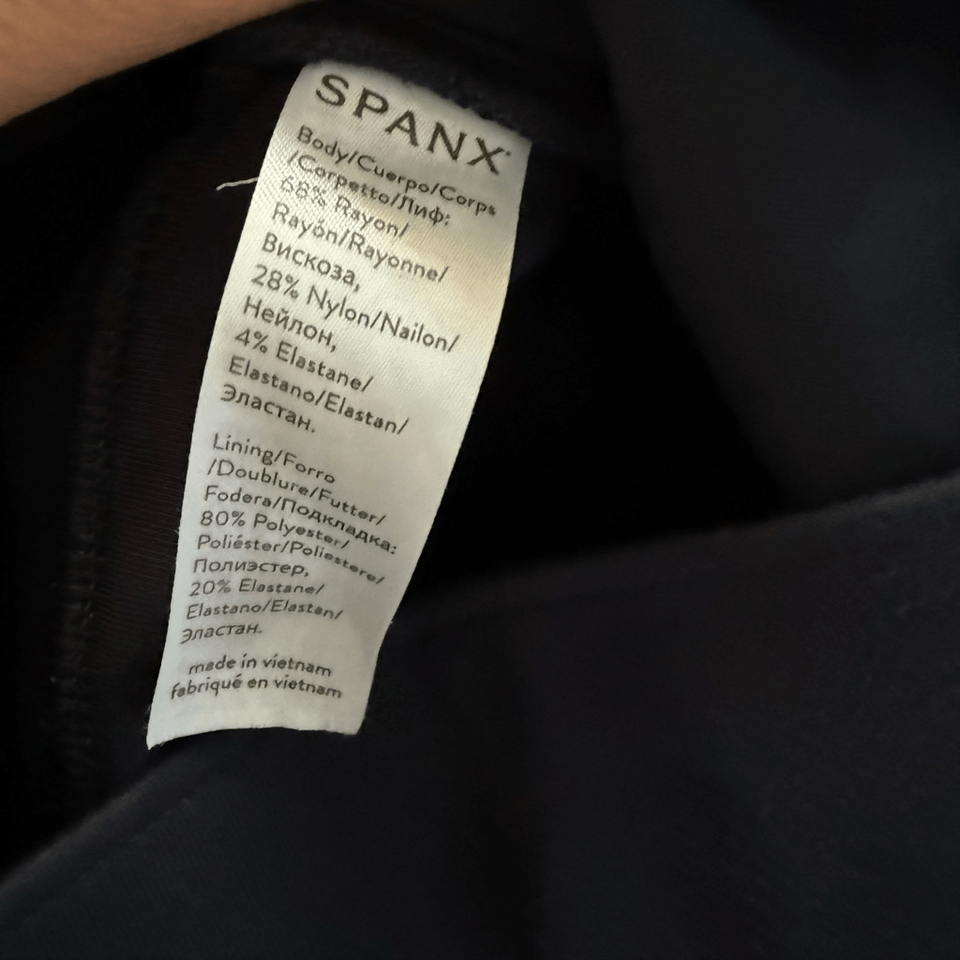 SPANX
Body/Cuerpo/Corps
/Corpetto/Лиф:
68% Rayon/
Rayón/Rayonne/
Вискоза,
28% Nylon/Nailon/
Нейлон,
4% Elastane/
Elastano/Elastan/
Эластан.
Lining/Forro
/Doublure/Futter/
Fodera/Подкладка:
80% Polyester/
Poliéster/Poliestere/
Полиэстер,
20% Elastane/
Elastano/Elastan/
Эластан.
made in vietnam
fabriqué en vietnam